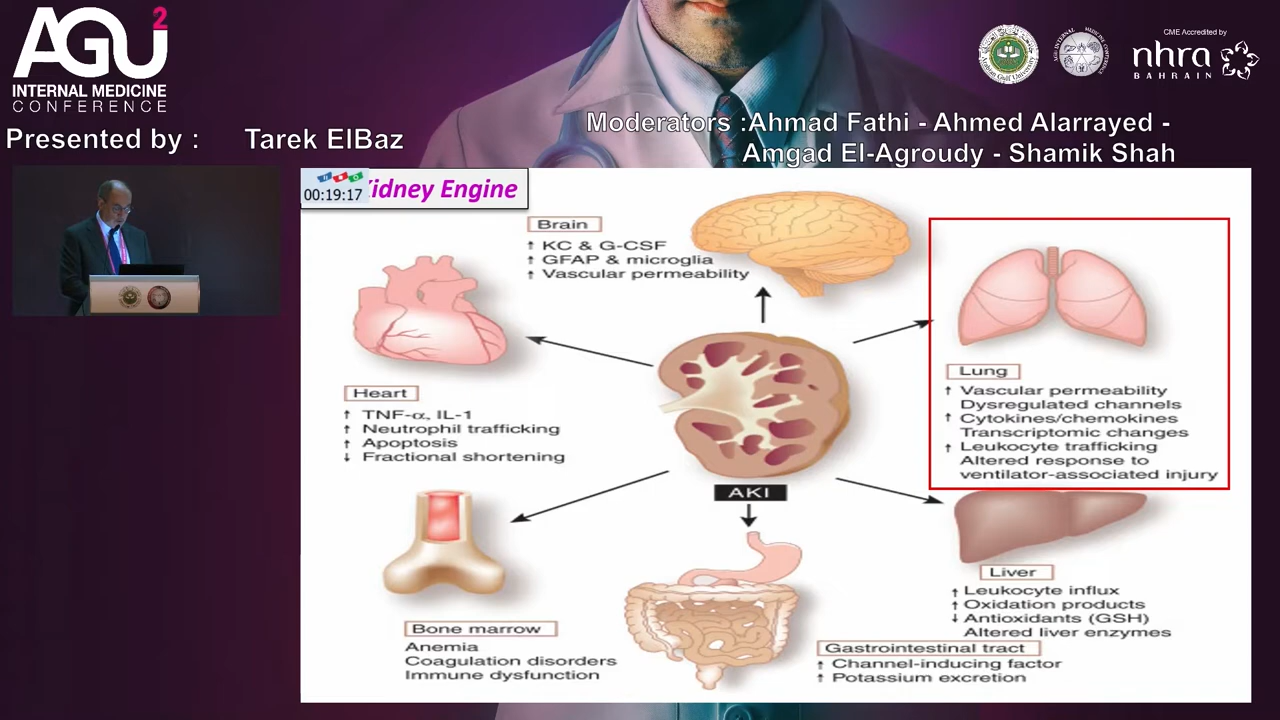 AGU2
INTERNAL MEDICINE
CONFERENCE
CME Accredited by
nhra
BAHRAIN
Presented by : Tarek ElBaz
Moderators :Ahmad Fathi - Ahmed Alarrayed -
Amgad El-Agroudy - Shamik Shah
00:19:17
Kidney Engine
Brain
↑ KC & G-CSF
↑ GFAP & microglia
↑ Vascular permeability
Lung
↑ Vascular permeability
Dysregulated channels
↑ Cytokines/chemokines
Transcriptomic changes
↑ Leukocyte trafficking
Altered response to
ventilator-associated injury
Heart
↑ TNF-α, IL-1
↑ Neutrophil trafficking
↑ Apoptosis
↓ Fractional shortening
AKI
Liver
↑ Leukocyte influx
↑ Oxidation products
↓ Antioxidants (GSH)
Altered liver enzymes
Bone marrow
Anemia
Coagulation disorders
Immune dysfunction
Gastrointestinal tract
↑ Channel-inducing factor
↑ Potassium excretion